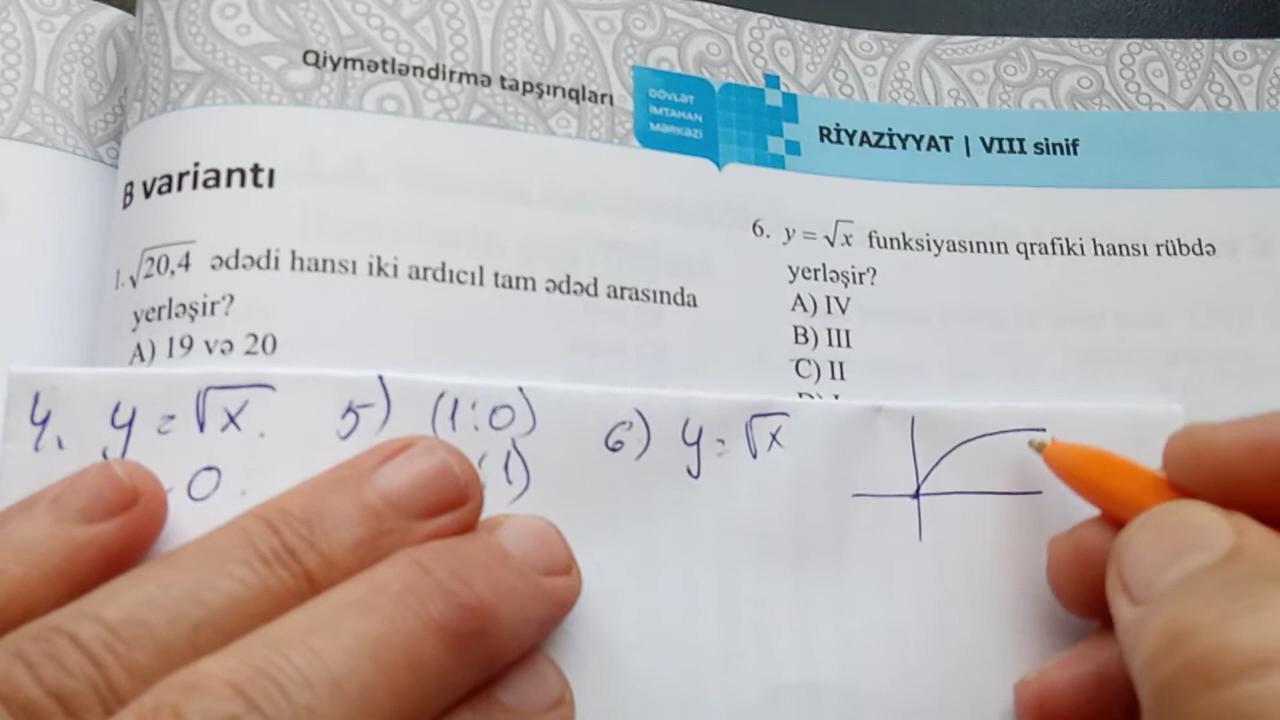 Qiymətləndirmə tapşırıqları
DÖVLƏT
İMTAHAN
MƏRKƏZİ
RİYAZİYYAT | VIII sinif
B variantı
1. √20,4 ədədi hansı iki ardıcıl tam ədəd arasında
yerləşir?
A) 19 və 20
6. y = √x funksiyasının qrafiki hansı rübdə
yerləşir?
A) IV
B) III
C) II
4. y = √x.
0.
5) (1:0)
1)
6) y = √x